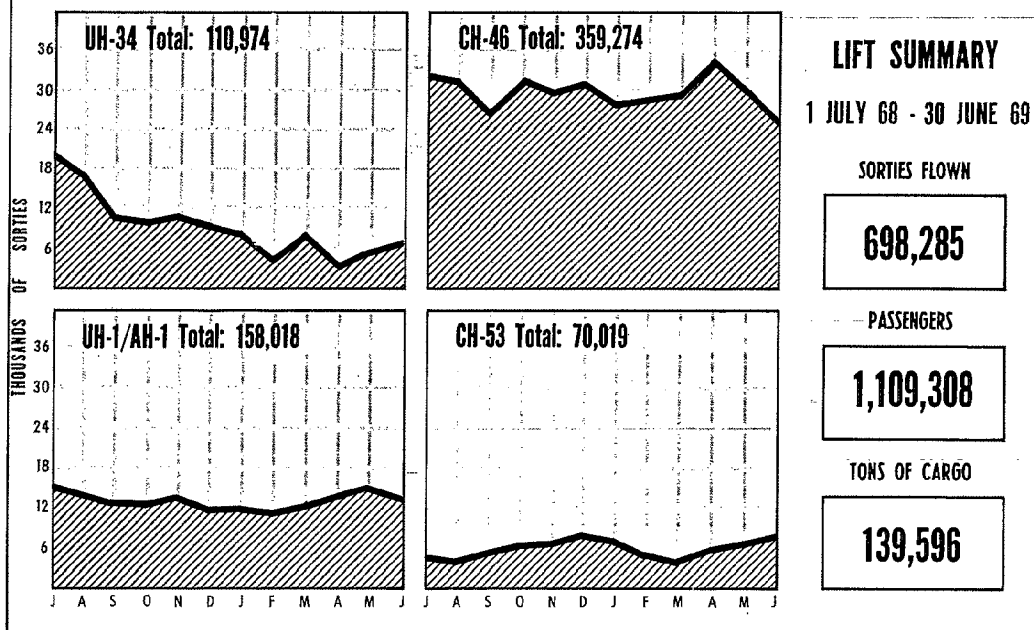 UH-34 Total: 110,974
36
30
24
18
12
6
CH-46 Total: 359,274
THOUSANDS OF SORTIES
UH-1/AH-1 Total: 158,018
36
30
24
18
12
6
J A S O N D J F M A M J
CH-53 Total: 70,019
J A S O N D J F M A M J
LIFT SUMMARY
1 JULY 68 - 30 JUNE 69
SORTIES FLOWN
698,285
PASSENGERS
1,109,308
TONS OF CARGO
139,596